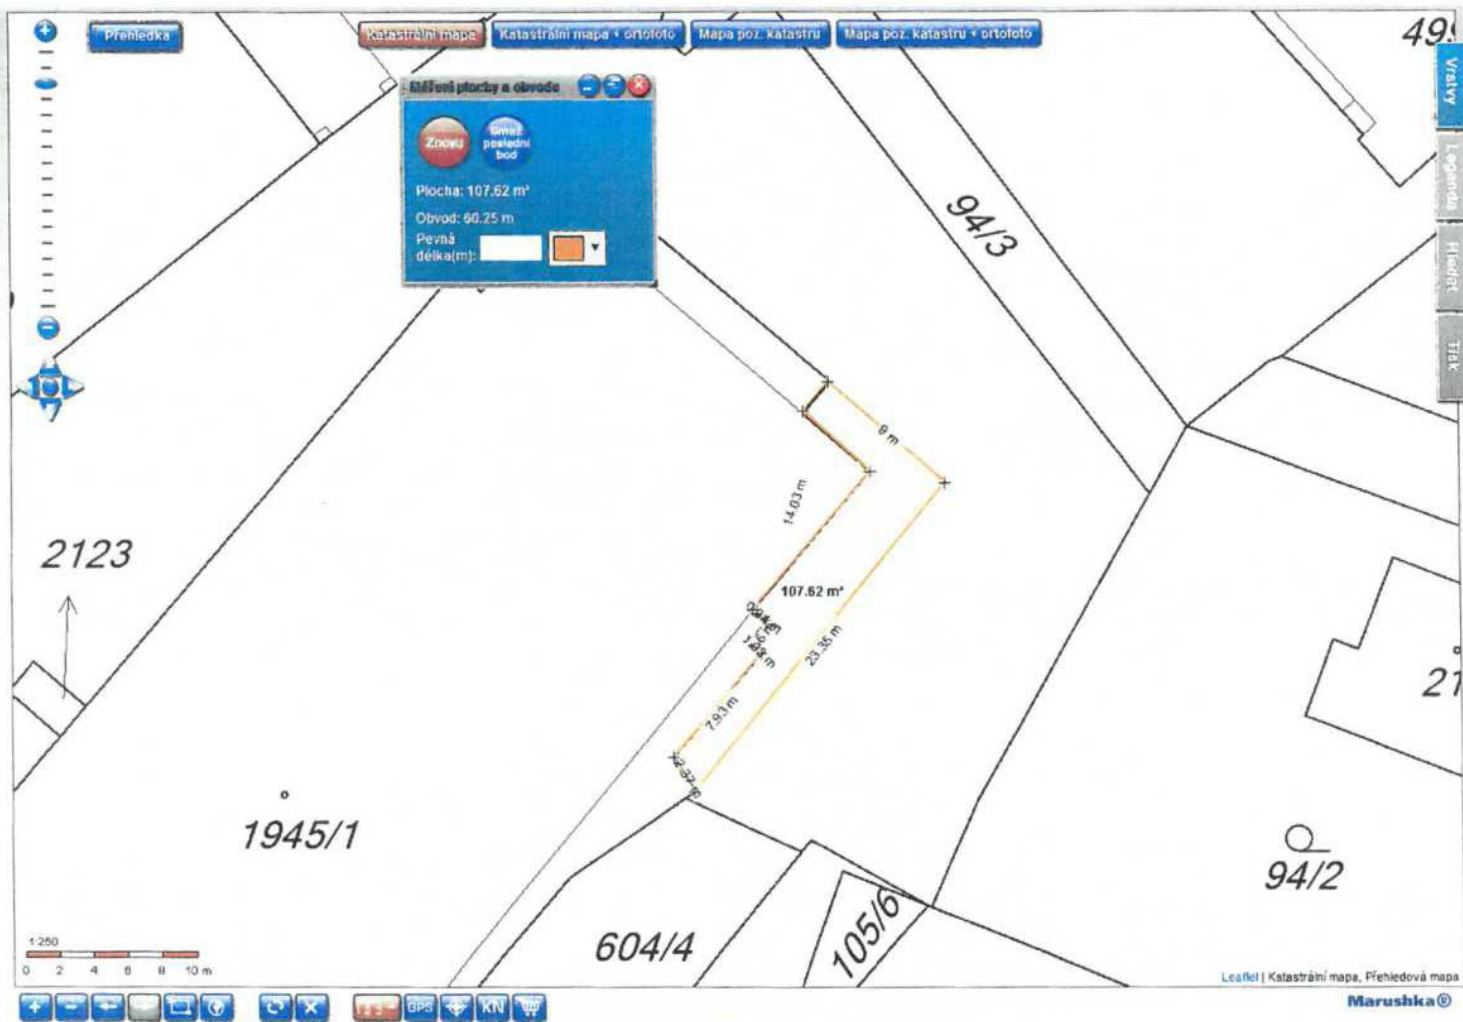 Přehledka
Katastrální mapa
Katastrální mapa + ortofoto
Mapa poz. katastru
Mapa poz. katastru + ortofoto
Měření plochy a obvodu
Znovu
Smaž
poslední
bod
Plocha: 107.62 m²
Obvod: 60.25 m
Pevná
délka(m):
Vrstvy
Legenda
Hledat
Tisk
94/3
9 m
14.03 m
107.62 m²
23.35 m
7.93 m
2.37 m
2123
1945/1
604/4
105/6
94/2
1:250
0 2 4 6 8 10 m
Leaflet | Katastrální mapa, Přehledová mapa
GPS
KN
Marushka®